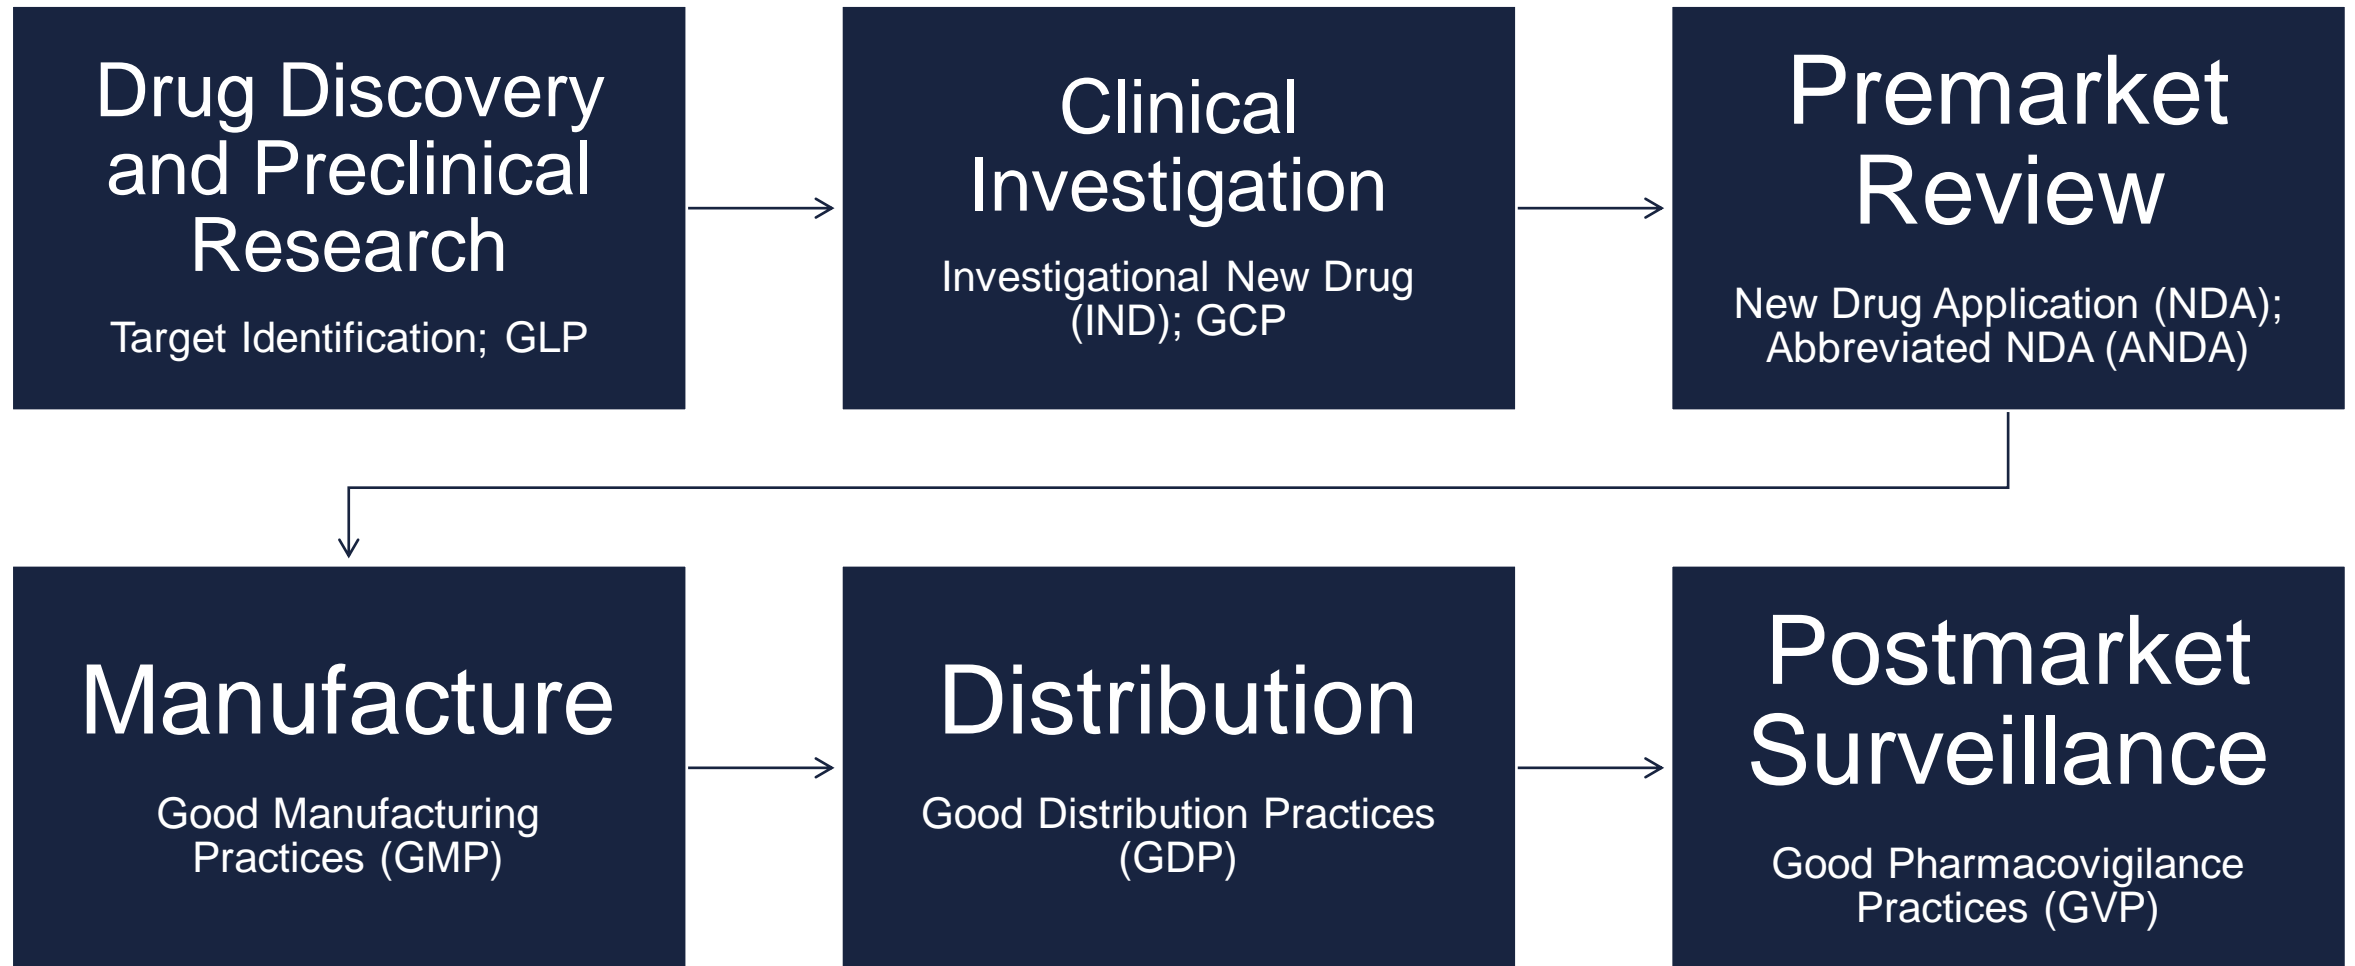 Drug Discovery
and Preclinical
Research
Target Identification; GLP
Clinical
Investigation
Investigational New Drug
(IND); GCP
Premarket
Review
New Drug Application (NDA);
Abbreviated NDA (ANDA)
Manufacture
Good Manufacturing
Practices (GMP)
Distribution
Good Distribution Practices
(GDP)
Postmarket
Surveillance
Good Pharmacovigilance
Practices (GVP)